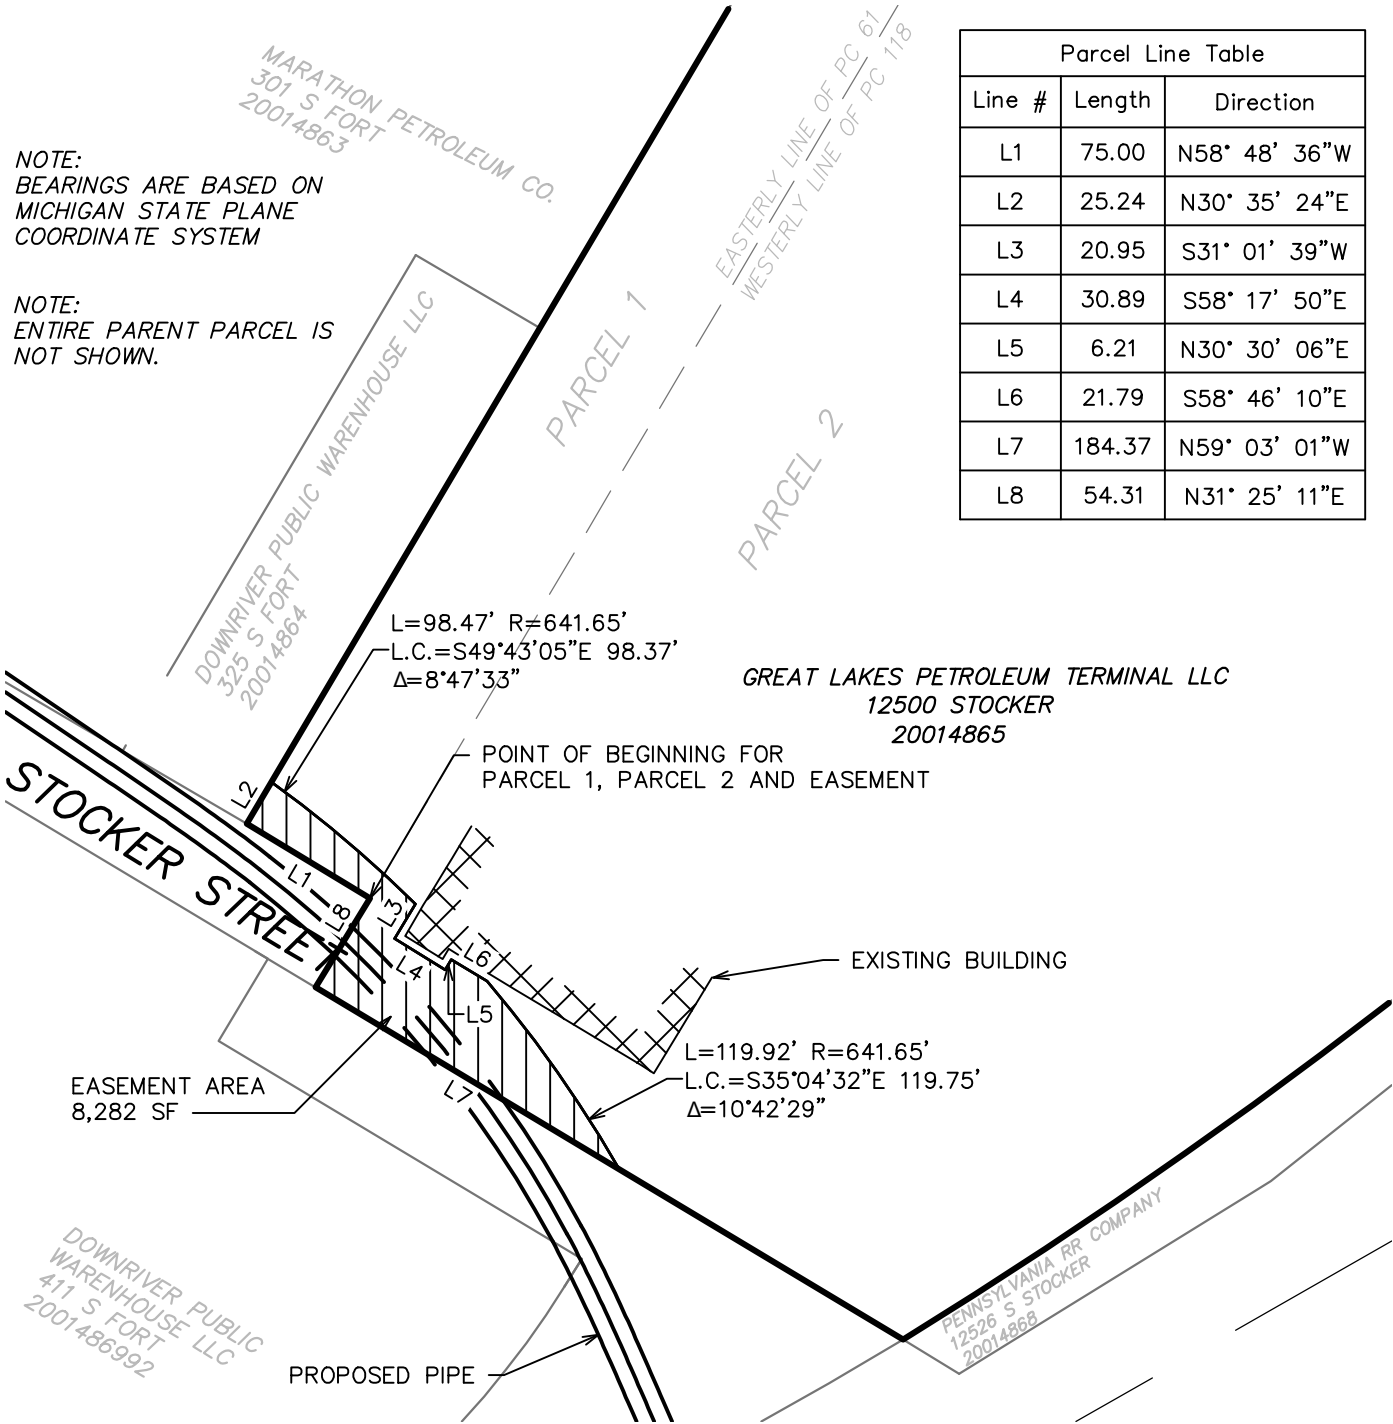 MARATHON PETROLEUM CO.
301 S FORT
20014863
NOTE:
BEARINGS ARE BASED ON
MICHIGAN STATE PLANE
COORDINATE SYSTEM
NOTE:
ENTIRE PARENT PARCEL IS
NOT SHOWN.
EASTERLY LINE OF PC 61
WESTERLY LINE OF PC 118
Parcel Line Table
Line # Length Direction
L1 75.00 N58° 48' 36"W
L2 25.24 N30° 35' 24"E
L3 20.95 S31° 01' 39"W
L4 30.89 S58° 17' 50"E
L5 6.21 N30° 30' 06"E
L6 21.79 S58° 46' 10"E
L7 184.37 N59° 03' 01"W
L8 54.31 N31° 25' 11"E
PARCEL 1
PARCEL 2
DOWNRIVER PUBLIC WARENHOUSE LLC
325 S FORT
20014864
L=98.47' R=641.65'
L.C.=S49°43'05"E 98.37'
Δ=8°47'33"
GREAT LAKES PETROLEUM TERMINAL LLC
12500 STOCKER
20014865
POINT OF BEGINNING FOR
PARCEL 1, PARCEL 2 AND EASEMENT
STOCKER STREET
L2
L1
L8
L3
L4
L6
L5
L7
EXISTING BUILDING
L=119.92' R=641.65'
L.C.=S35°04'32"E 119.75'
Δ=10°42'29"
EASEMENT AREA
8,282 SF
DOWNRIVER PUBLIC
WARENHOUSE LLC
411 S FORT
2001486992
PROPOSED PIPE
PENNSYLVANIA RR COMPANY
12526 S STOCKER
20014868